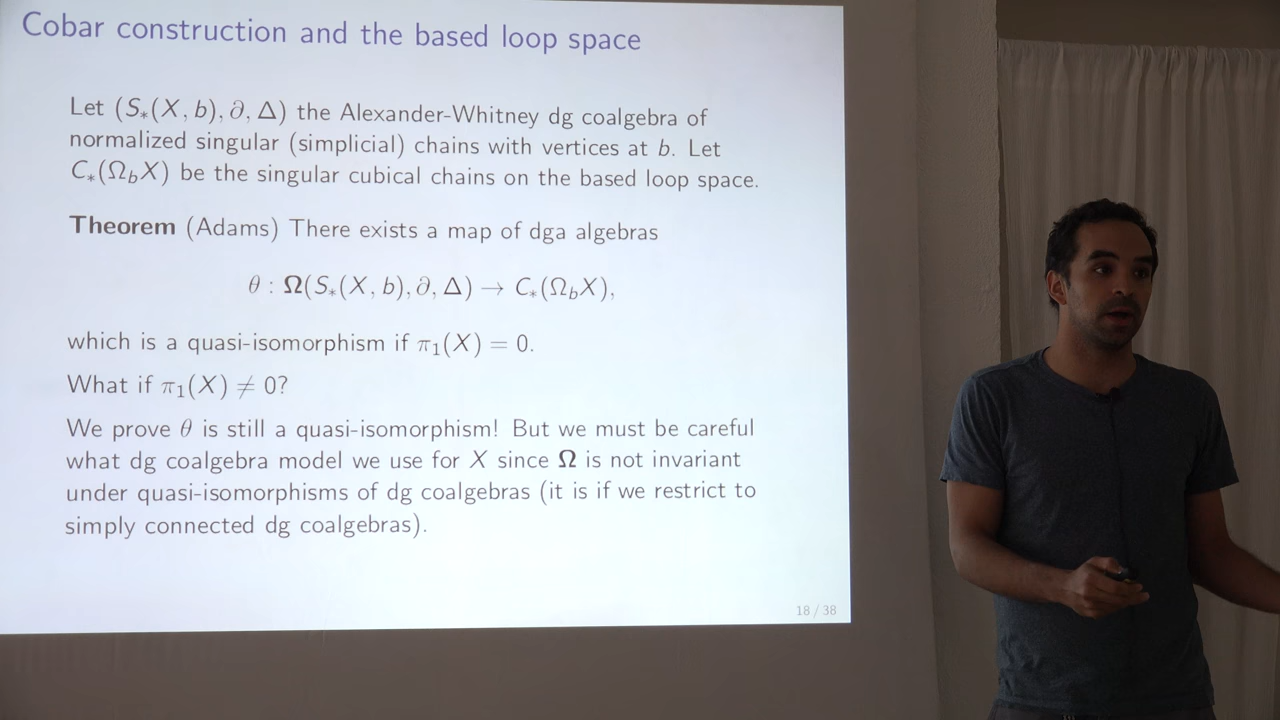 Cobar construction and the based loop space
Let (S∗(X, b), ∂, Δ) the Alexander-Whitney dg coalgebra of
normalized singular (simplicial) chains with vertices at b. Let
C∗(Ω_bX) be the singular cubical chains on the based loop space.
Theorem (Adams) There exists a map of dga algebras
θ : Ω(S∗(X, b), ∂, Δ) → C∗(Ω_bX),
which is a quasi-isomorphism if π₁(X) = 0.
What if π₁(X) ≠ 0?
We prove θ is still a quasi-isomorphism! But we must be careful
what dg coalgebra model we use for X since Ω is not invariant
under quasi-isomorphisms of dg coalgebras (it is if we restrict to
simply connected dg coalgebras).
18 / 38